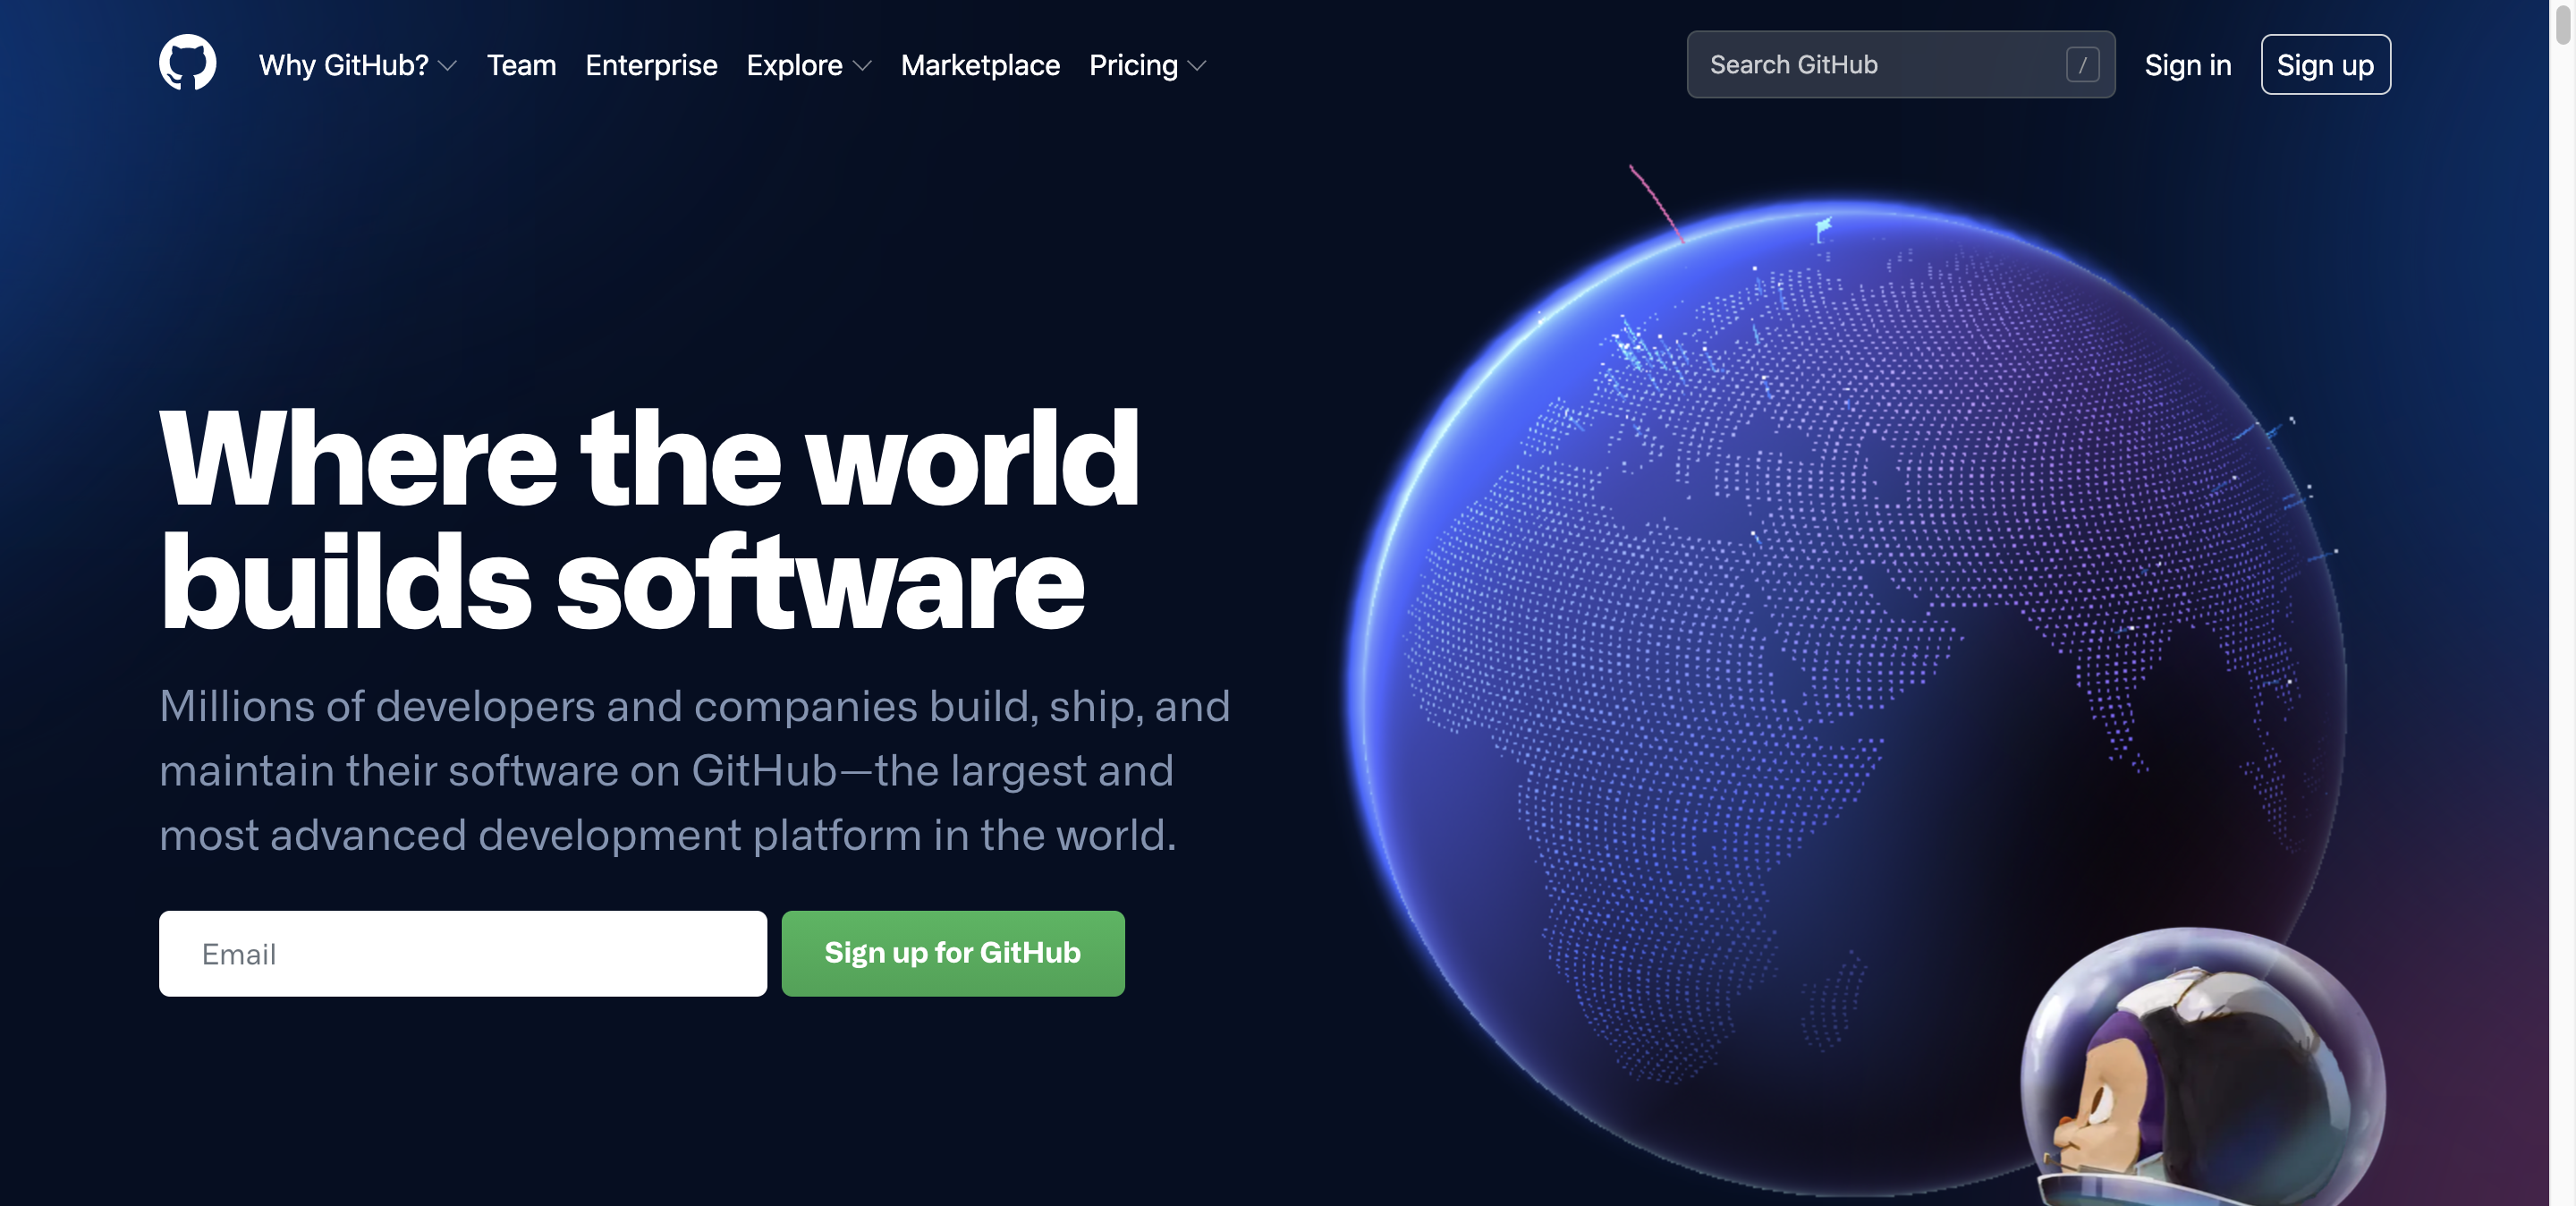 Why GitHub? Team Enterprise Explore Marketplace Pricing Search GitHub / Sign in Sign up
Where the world
builds software
Millions of developers and companies build, ship, and
maintain their software on GitHub—the largest and
most advanced development platform in the world.
Email Sign up for GitHub